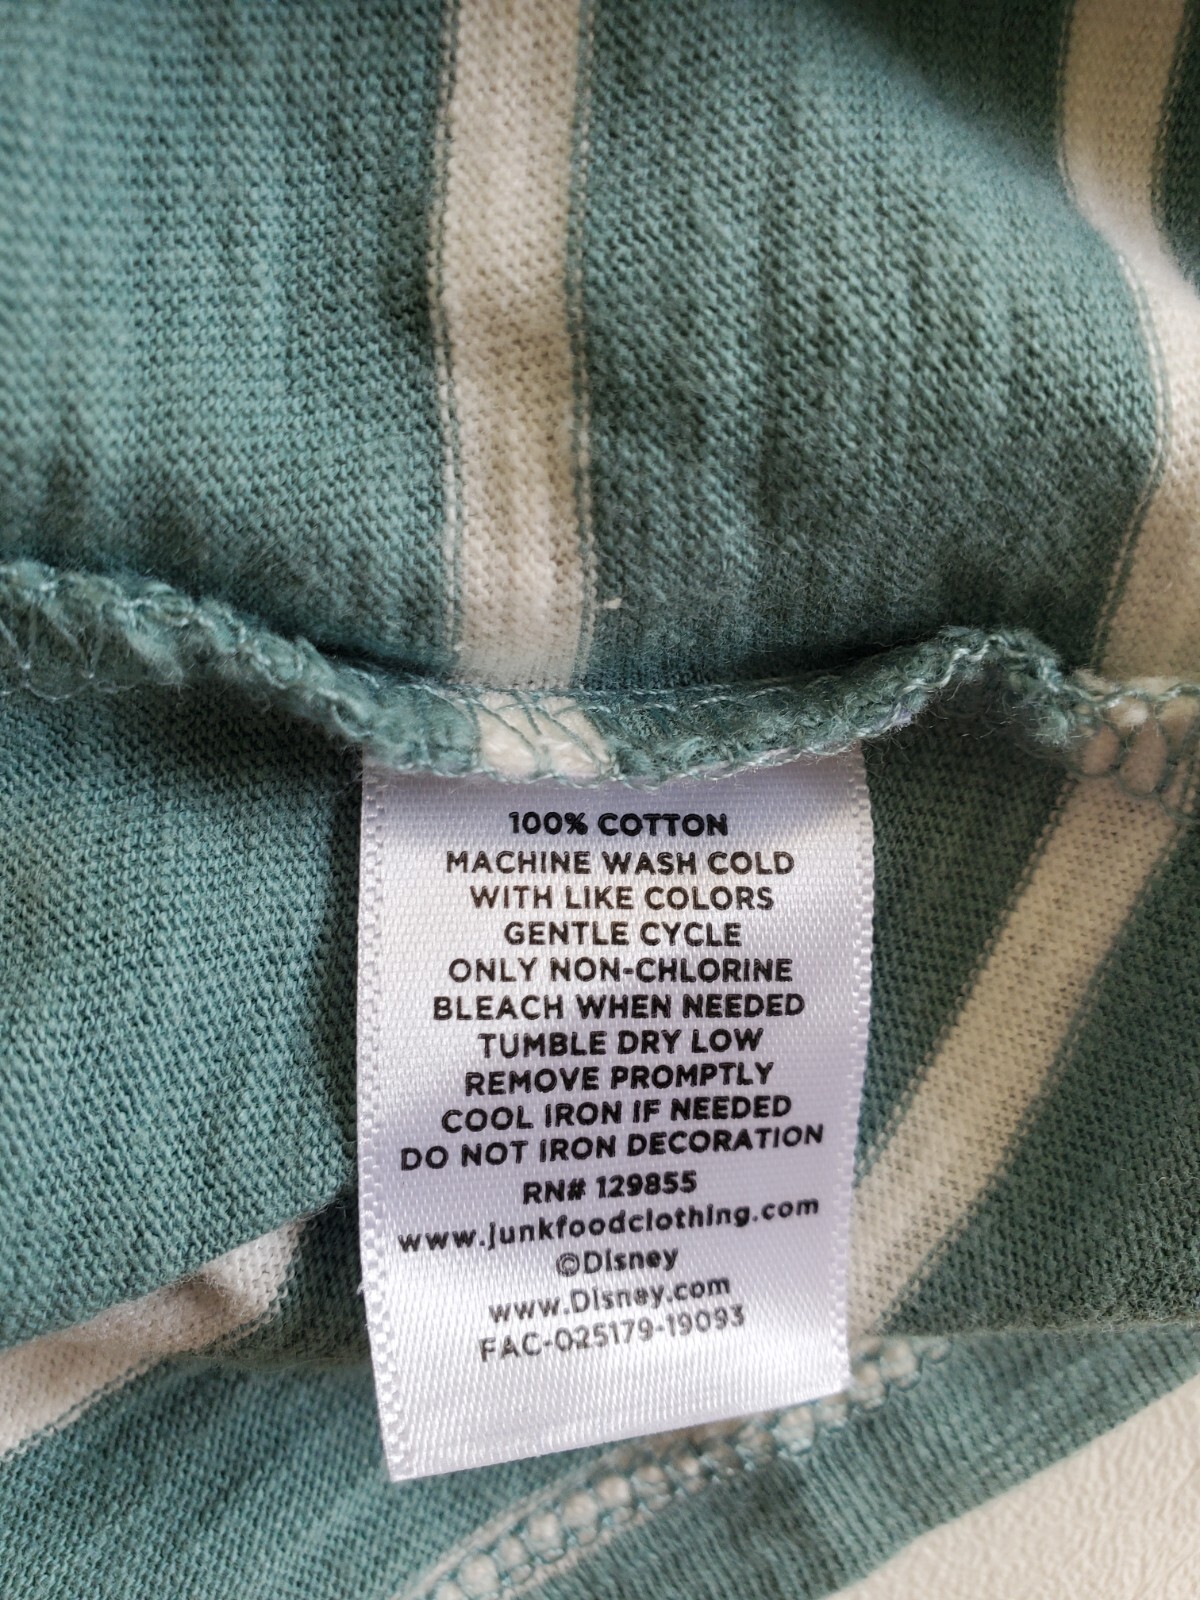 100% COTTON
MACHINE WASH COLD
WITH LIKE COLORS
GENTLE CYCLE
ONLY NON-CHLORINE
BLEACH WHEN NEEDED
TUMBLE DRY LOW
REMOVE PROMPTLY
COOL IRON IF NEEDED
DO NOT IRON DECORATION
RN# 129855
www.junkfoodclothing.com
©Disney
www.Disney.com
FAC-025179-19093